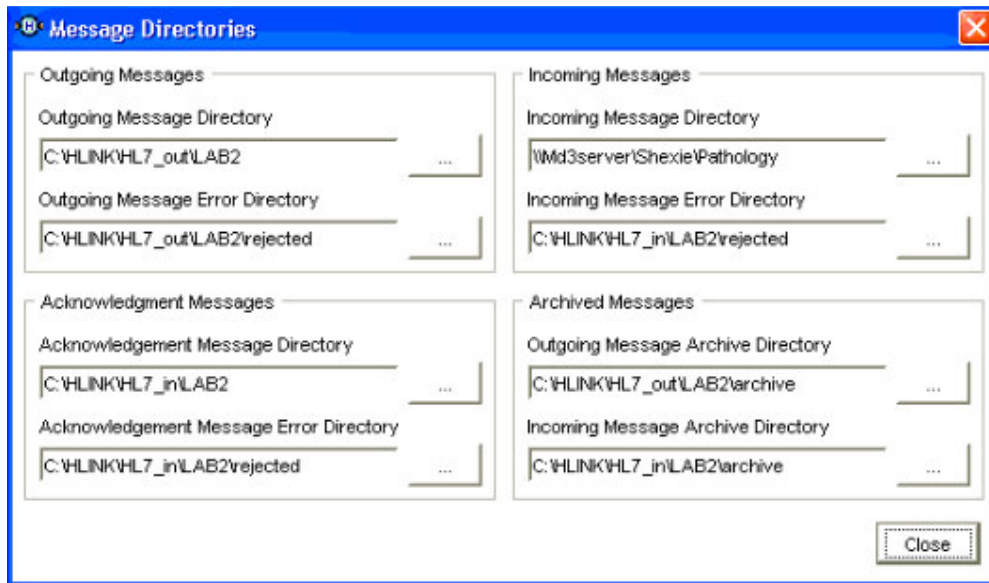 Message Directories
Outgoing Messages
Outgoing Message Directory
C:\HLINK\HL7_out\LAB2
...
Outgoing Message Error Directory
C:\HLINK\HL7_out\LAB2\rejected
...
Incoming Messages
Incoming Message Directory
\\Md3server\Shexie\Pathology
...
Incoming Message Error Directory
C:\HLINK\HL7_in\LAB2\rejected
...
Acknowledgment Messages
Acknowledgement Message Directory
C:\HLINK\HL7_in\LAB2
...
Acknowledgement Message Error Directory
C:\HLINK\HL7_in\LAB2\rejected
...
Archived Messages
Outgoing Message Archive Directory
C:\HLINK\HL7_out\LAB2\archive
...
Incoming Message Archive Directory
C:\HLINK\HL7_in\LAB2\archive
...
Close